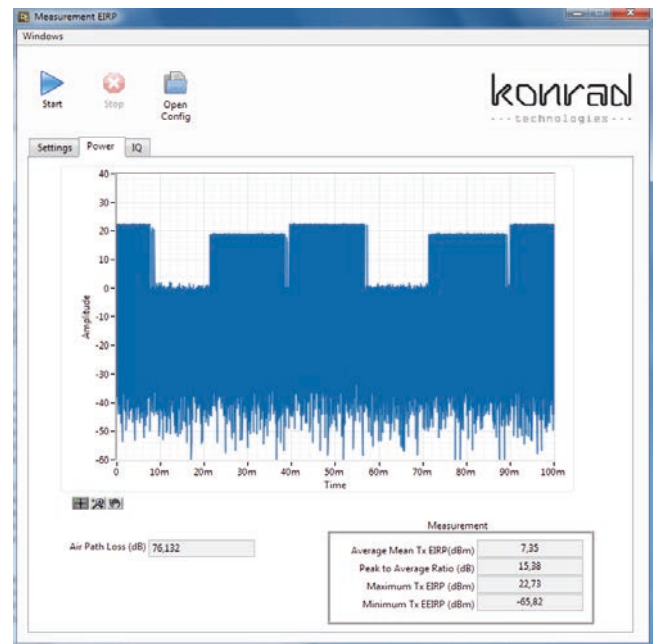 Measurement EIRP
Windows
Start
Stop
Open
Config
konrad
---technologies---
Settings
Power
IQ
40
30
20
10
0
-10
-20
-30
-40
-50
-60
Amplitude
0
10m
20m
30m
40m
50m
60m
70m
80m
90m
100m
Time
Air Path Loss (dB)
76,132
Measurement
Average Mean Tx EIRP(dBm)
7,35
Peak to Average Ratio (dB)
15,38
Maximum Tx EIRP (dBm)
22,73
Minimum Tx EEIRP (dBm)
-65,82